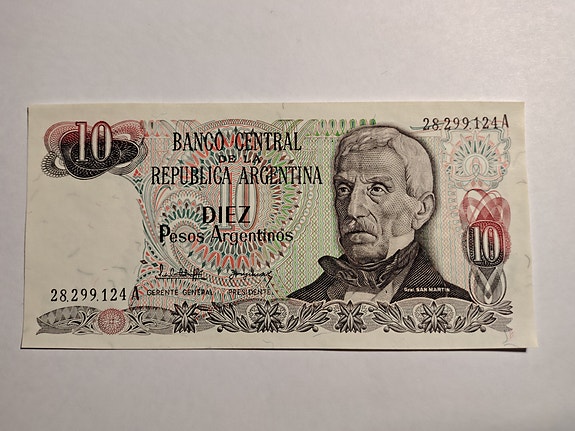 10
28.299.124 A
BANCO CENTRAL
DE LA
REPUBLICA ARGENTINA
10
DIEZ
Pesos Argentinos
10
28.299.124 A
GERENTE GENERAL PRESIDENTE
Gral. SAN MARTIN